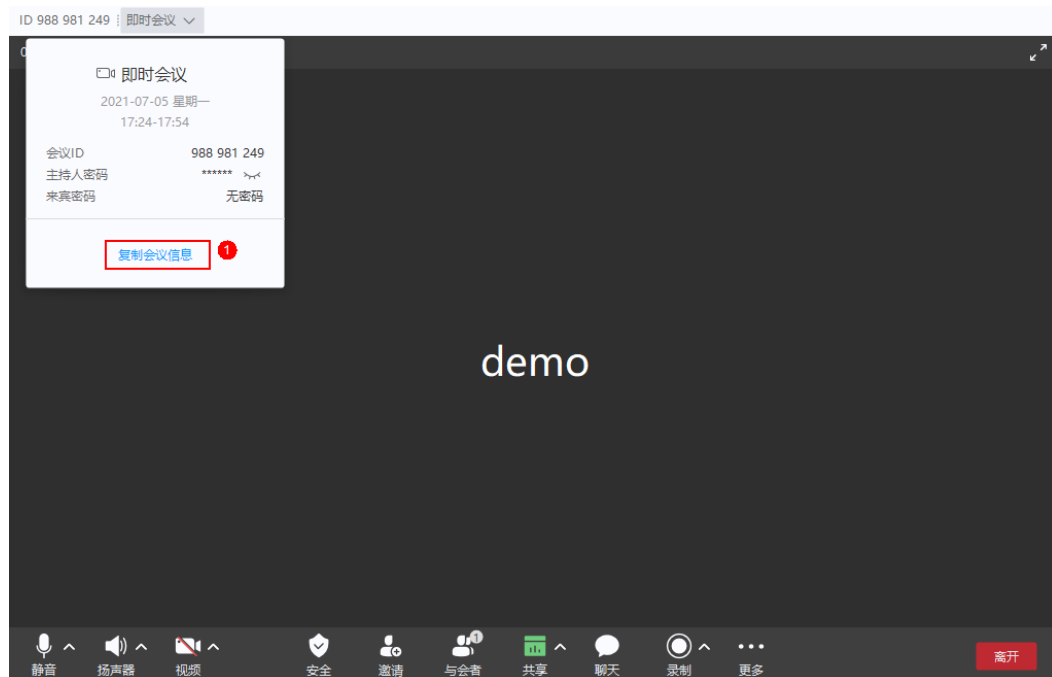 ID 988 981 249 即时会议
0
即时会议
2021-07-05 星期一
17:24-17:54
会议ID 988 981 249
主持人密码 ******
来宾密码 无密码
复制会议信息 1
demo
1
静音 扬声器 视频 安全 邀请 与会者 共享 聊天 录制 更多 离开